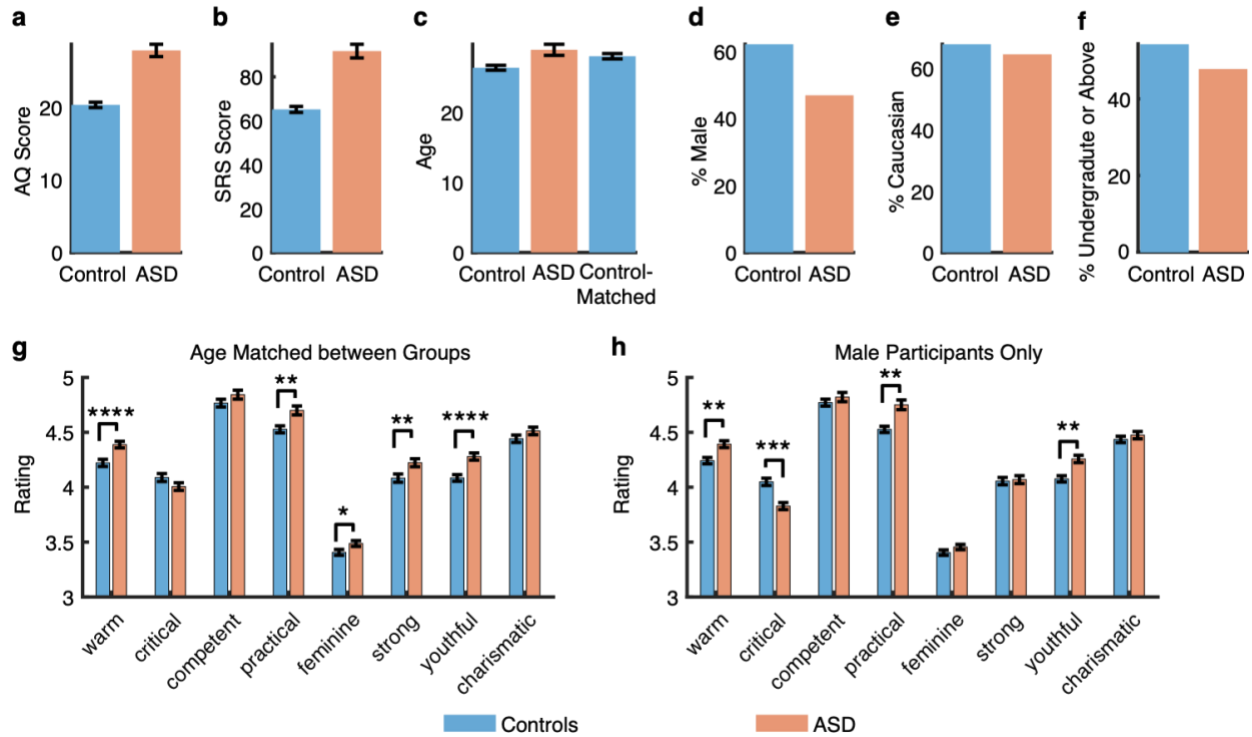 a
AQ Score
20
10
0
Control ASD
b
SRS Score
80
60
40
20
0
Control ASD
c
Age
20
10
0
Control ASD Control-
Matched
d
% Male
60
40
20
0
Control ASD
e
% Caucasian
60
40
20
0
Control ASD
f
% Undergradute or Above
40
20
0
Control ASD
g
Age Matched between Groups
Rating
5
4.5
4
3.5
3
****
**
*
**
****
warm
critical
competent
practical
feminine
strong
youthful
charismatic
h
Male Participants Only
Rating
5
4.5
4
3.5
3
**
***
**
**
warm
critical
competent
practical
feminine
strong
youthful
charismatic
Controls
ASD